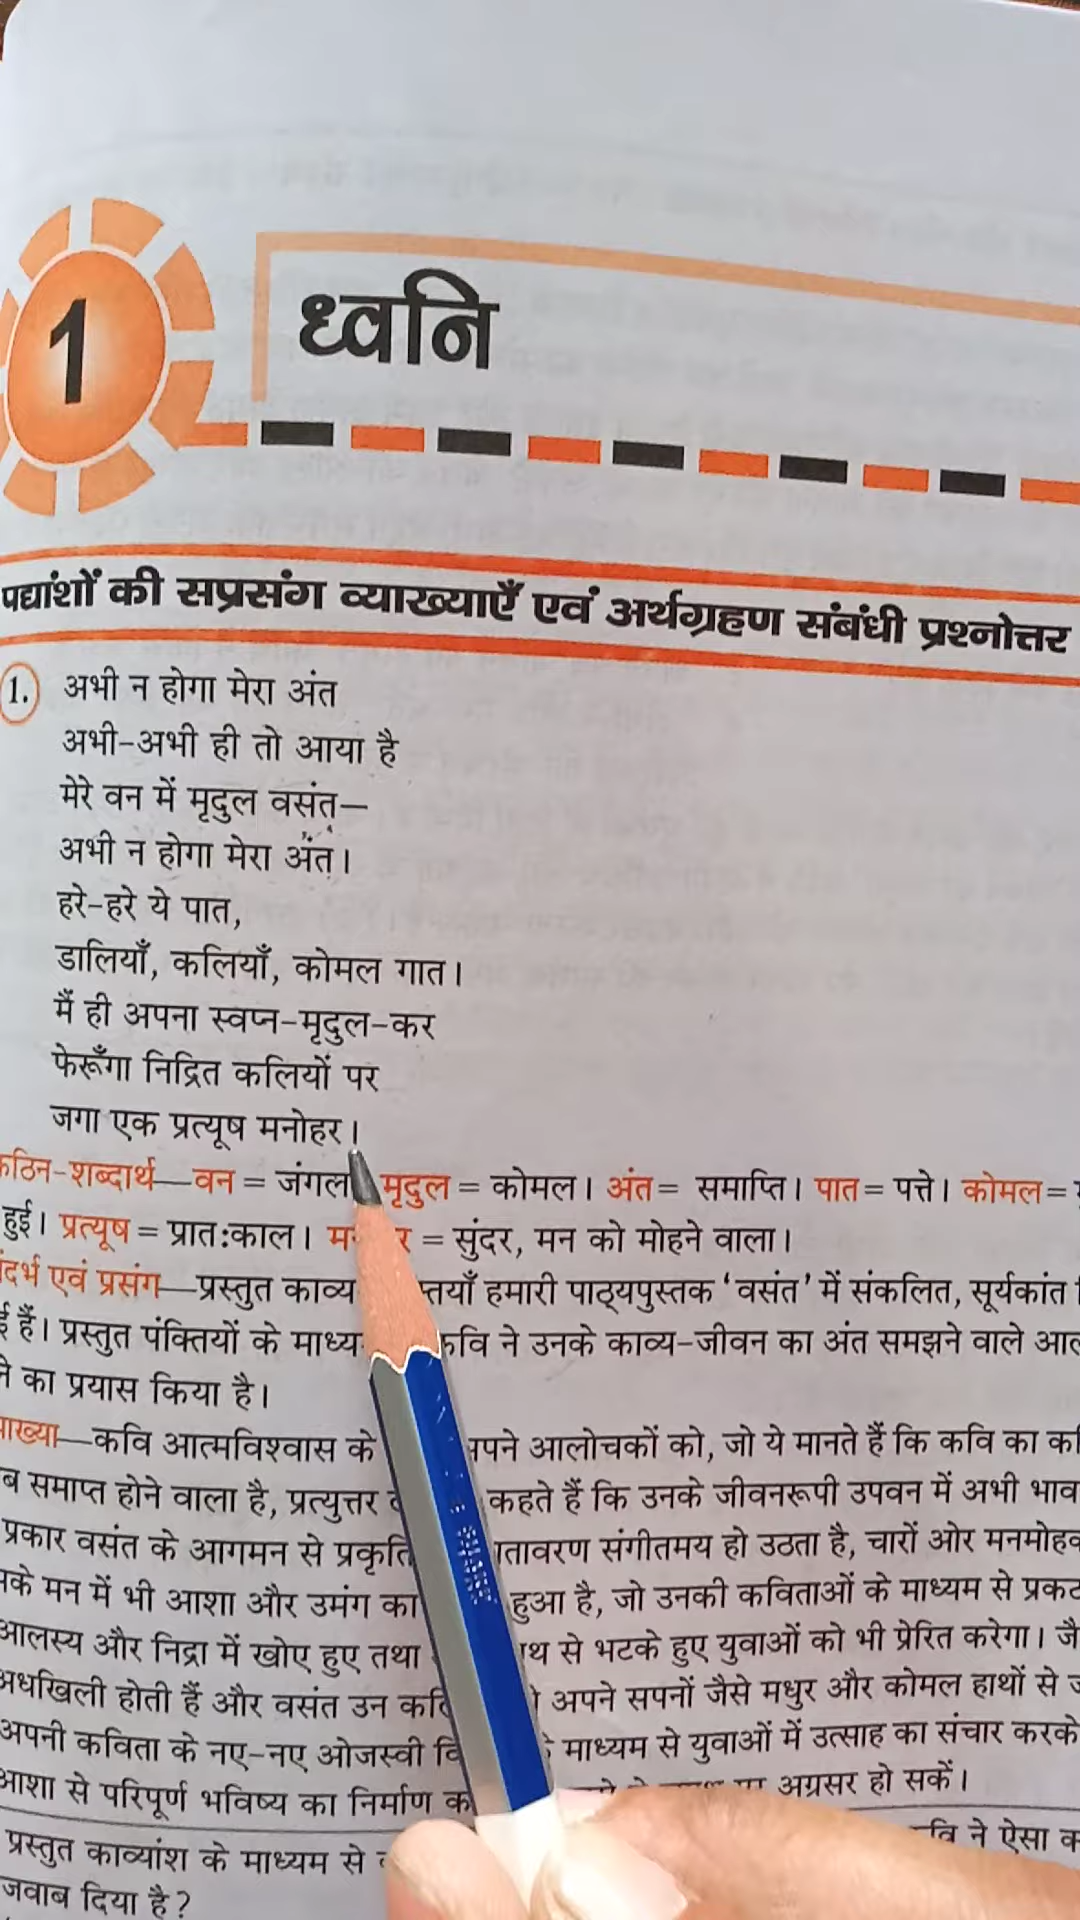 1
ध्वनि
पद्यांशों की सप्रसंग व्याख्याएँ एवं अर्थग्रहण संबंधी प्रश्नोत्तर
1. अभी न होगा मेरा अंत
अभी-अभी ही तो आया है
मेरे वन में मृदुल वसंत—
अभी न होगा मेरा अंत।
हरे-हरे ये पात,
डालियाँ, कलियाँ, कोमल गात।
मैं ही अपना स्वप्न-मृदुल-कर
फेरूँगा निद्रित कलियों पर
जगा एक प्रत्यूष मनोहर।
कठिन-शब्दार्थ—वन = जंगल मृदुल = कोमल। अंत = समाप्ति। पात = पत्ते। कोमल =
हुई। प्रत्यूष = प्रात:काल। = सुंदर, मन को मोहने वाला।
एवं प्रसंग—प्रस्तुत काव्य हमारी पाठ्यपुस्तक 'वसंत' में संकलित, सूर्यकांत
हैं। प्रस्तुत पंक्तियों के कवि ने उनके काव्य-जीवन का अंत समझने वाले
का प्रयास किया है।
कवि आत्मविश्वास के अपने आलोचकों को, जो ये मानते हैं कि कवि का
समाप्त होने वाला है, प्रत्युत्तर कहते हैं कि उनके जीवनरूपी उपवन में अभी
प्रकार वसंत के आगमन से संगीतमय हो उठता है, चारों ओर
मन में भी आशा और उमंग का हुआ है, जो उनकी कविताओं के माध्यम से
आलस्य और निद्रा में खोए हुए तथा से भटके हुए युवाओं को भी प्रेरित करेगा।
अधखिली होती हैं और वसंत उन अपने सपनों जैसे मधुर और कोमल हाथों से
अपनी कविता के नए-नए ओजस्वी माध्यम से युवाओं में उत्साह का संचार करके
आशा से परिपूर्ण भविष्य का निर्माण अग्रसर हो सकें।
प्रस्तुत काव्यांश के माध्यम से ने ऐसा
जवाब दिया है?